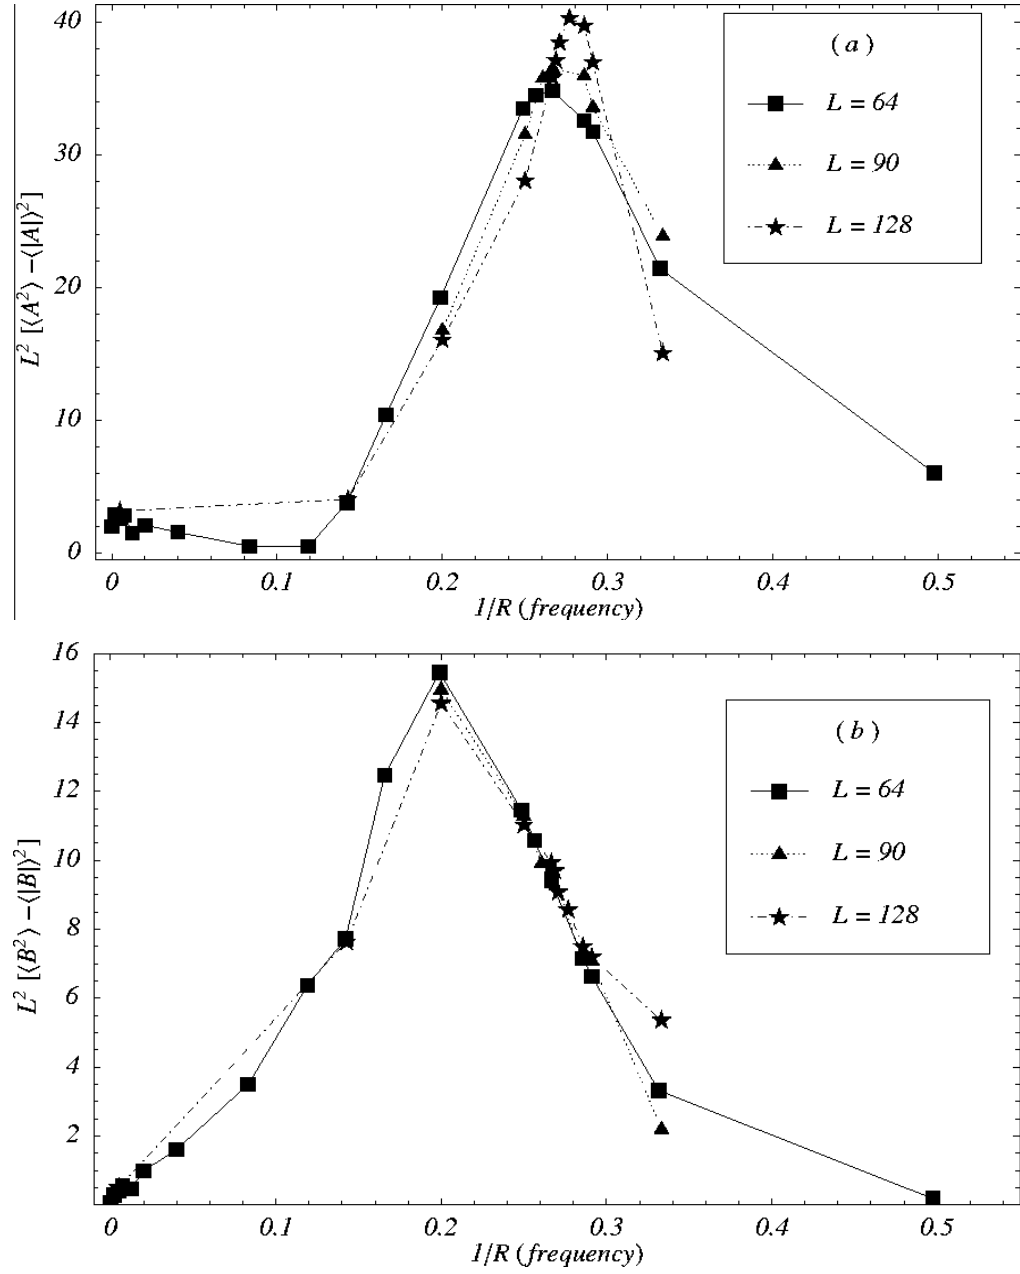 40
30
20
10
0
L² [⟨A²⟩ −⟨|A|⟩²]
( a )
L = 64
L = 90
L = 128
0
0.1
0.2
0.3
0.4
0.5
1/R ( frequency)
16
14
12
10
8
6
4
2
L² [⟨B²⟩ −⟨|B|⟩²]
( b )
L = 64
L = 90
L = 128
0
0.1
0.2
0.3
0.4
0.5
1/R ( frequency)